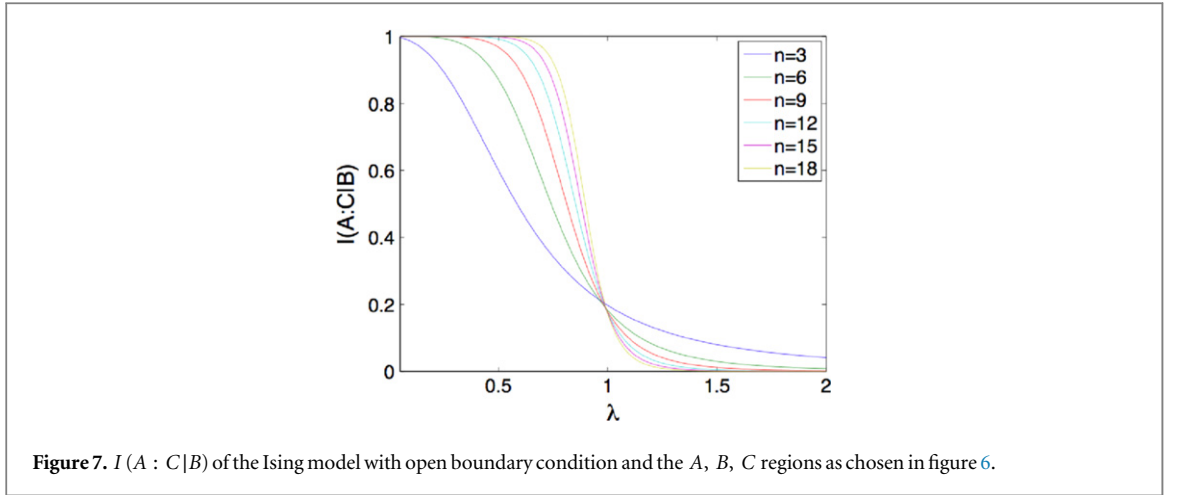 1
0.8
0.6
0.4
0.2
0
I(A:C|B)
n=3
n=6
n=9
n=12
n=15
n=18
0.5
1
1.5
2
λ
Figure 7. I (A : C|B) of the Ising model with open boundary condition and the A, B, C regions as chosen in figure 6.